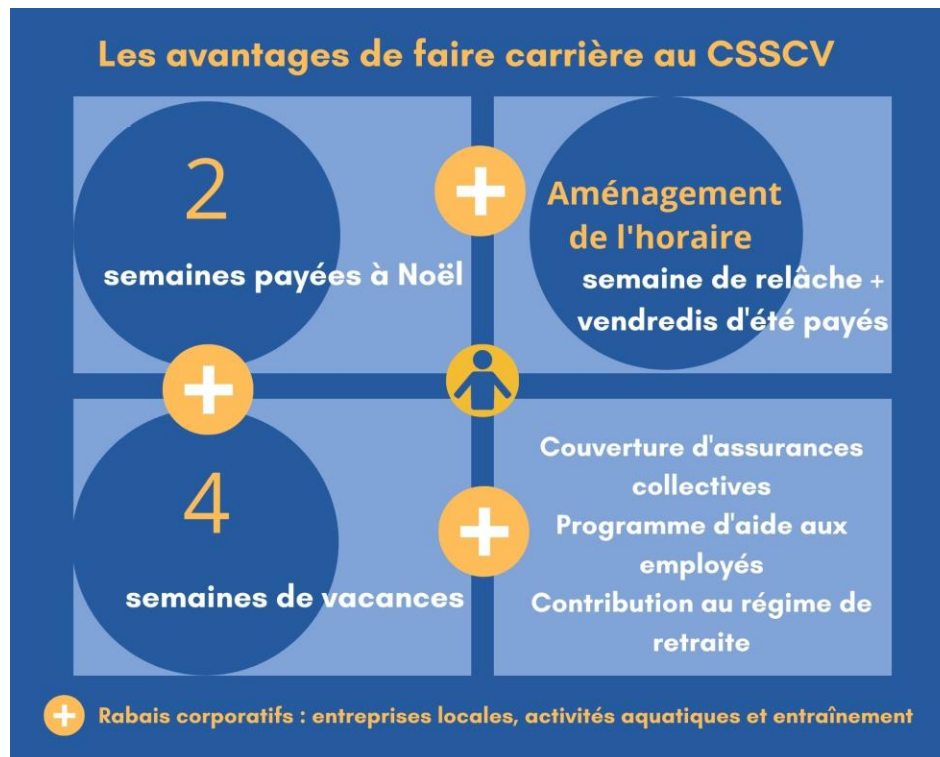 Les avantages de faire carrière au CSSCV
2
semaines payées à Noël
Aménagement
de l'horaire
semaine de relâche +
vendredis d'été payés
4
semaines de vacances
Couverture d'assurances
collectives
Programme d'aide aux
employés
Contribution au régime de
retraite
Rabais corporatifs : entreprises locales, activités aquatiques et entraînement